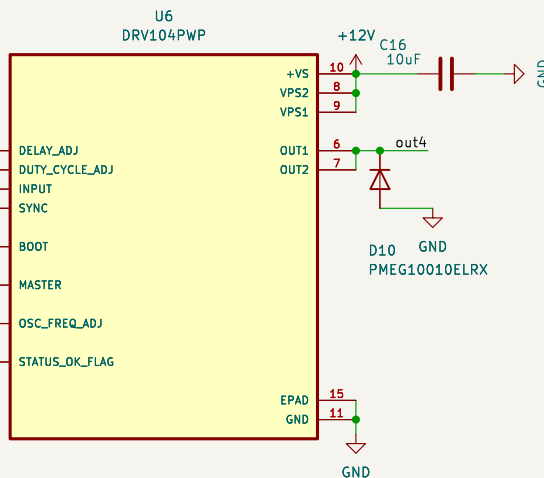 U6
DRV104PWP
+12V
C16
10uF
GND
+VS 10
VPS2 8
VPS1 9
DELAY_ADJ
OUT1 6
out4
DUTY_CYCLE_ADJ
OUT2 7
INPUT
SYNC
BOOT
D10
GND
PMEG10010ELRX
MASTER
OSC_FREQ_ADJ
STATUS_OK_FLAG
EPAD 15
GND 11
GND